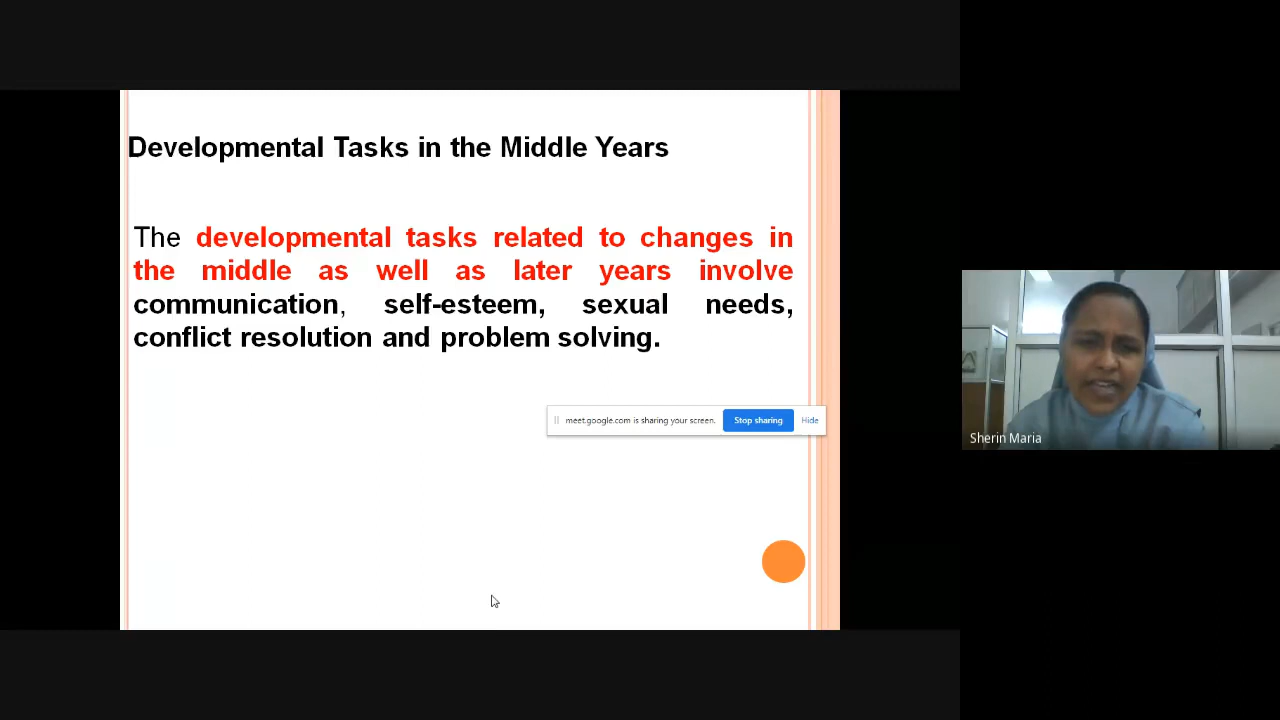 Developmental Tasks in the Middle Years
The developmental tasks related to changes in
the middle as well as later years involve
communication, self-esteem, sexual needs,
conflict resolution and problem solving.
meet.google.com is sharing your screen. Stop sharing Hide
Sherin Maria